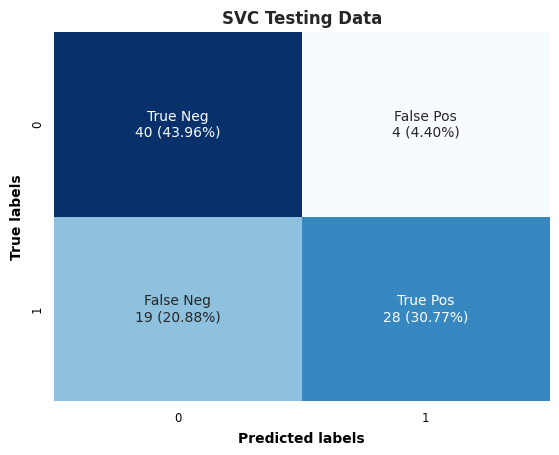 SVC Testing Data
True labels
0
True Neg
40 (43.96%)
False Pos
4 (4.40%)
1
False Neg
19 (20.88%)
True Pos
28 (30.77%)
0
1
Predicted labels